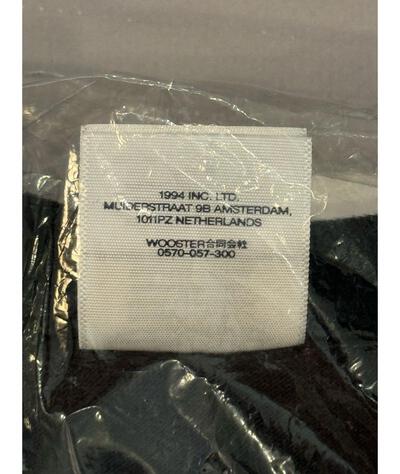 1994 INC. LTD.
MUIDERSTRAAT 9B AMSTERDAM,
1011PZ NETHERLANDS
WOOSTER合同会社
0570-057-300